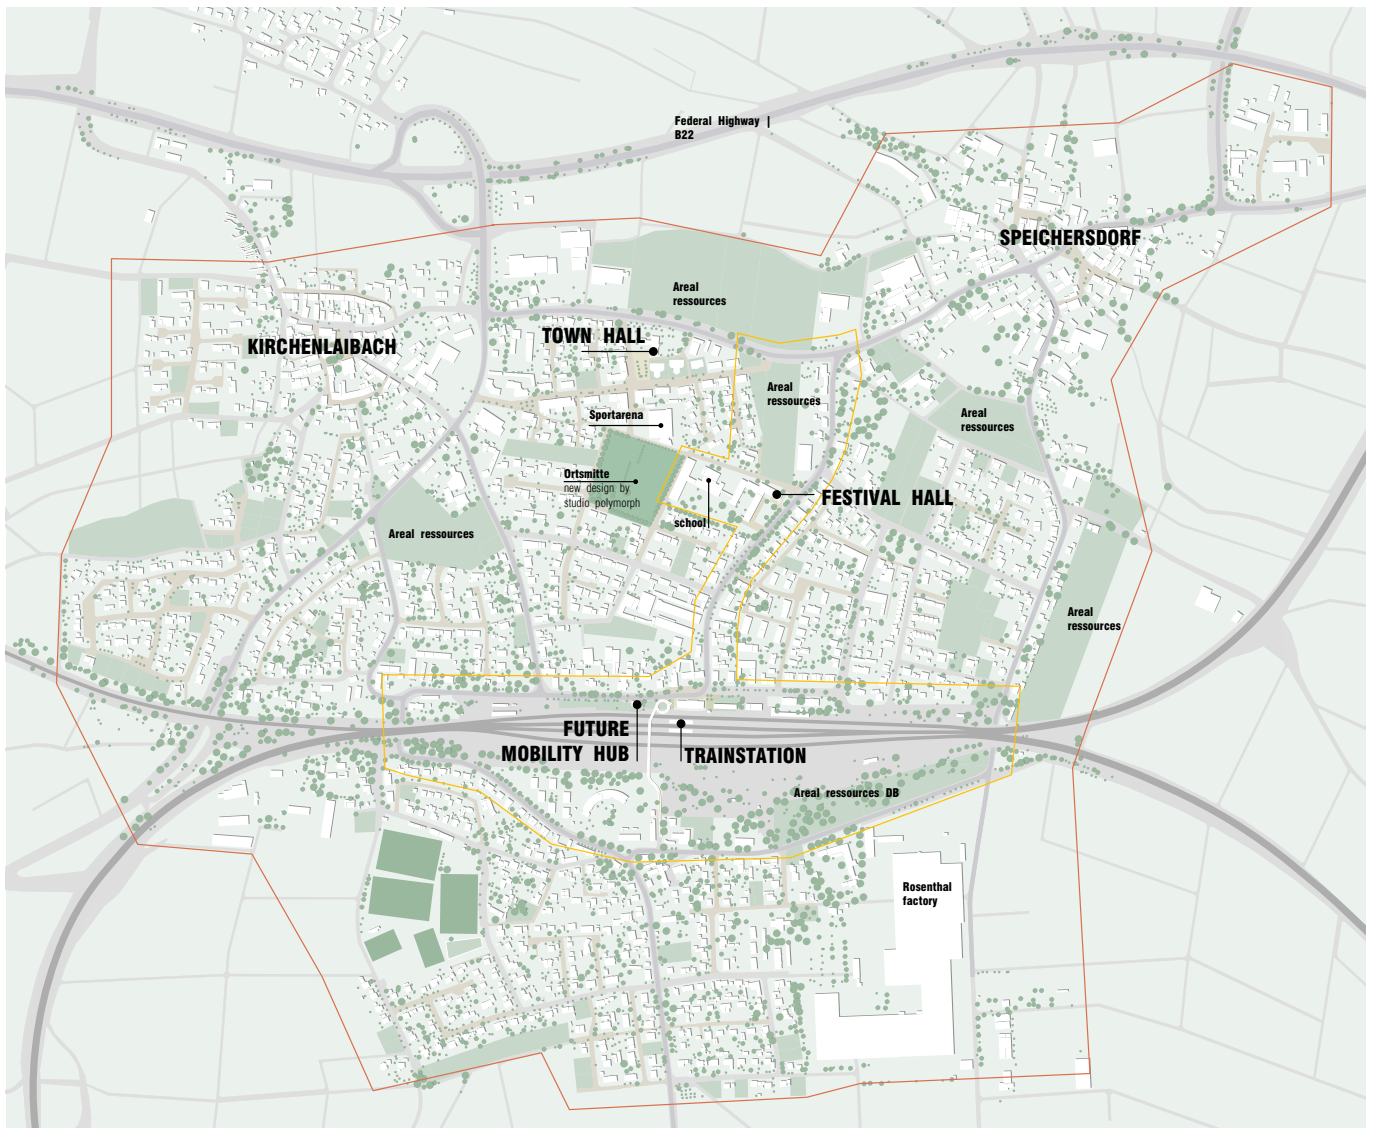 Federal Highway |
B22
SPEICHERSDORF
Areal
ressources
TOWN HALL
KIRCHENLAIBACH
Areal
ressources
Sportarena
Areal
ressources
Ortsmitte
new design by
studio polymorph
FESTIVAL HALL
school
Areal ressources
Areal
ressources
FUTURE
MOBILITY HUB
TRAINSTATION
Areal ressources DB
Rosenthal
factory